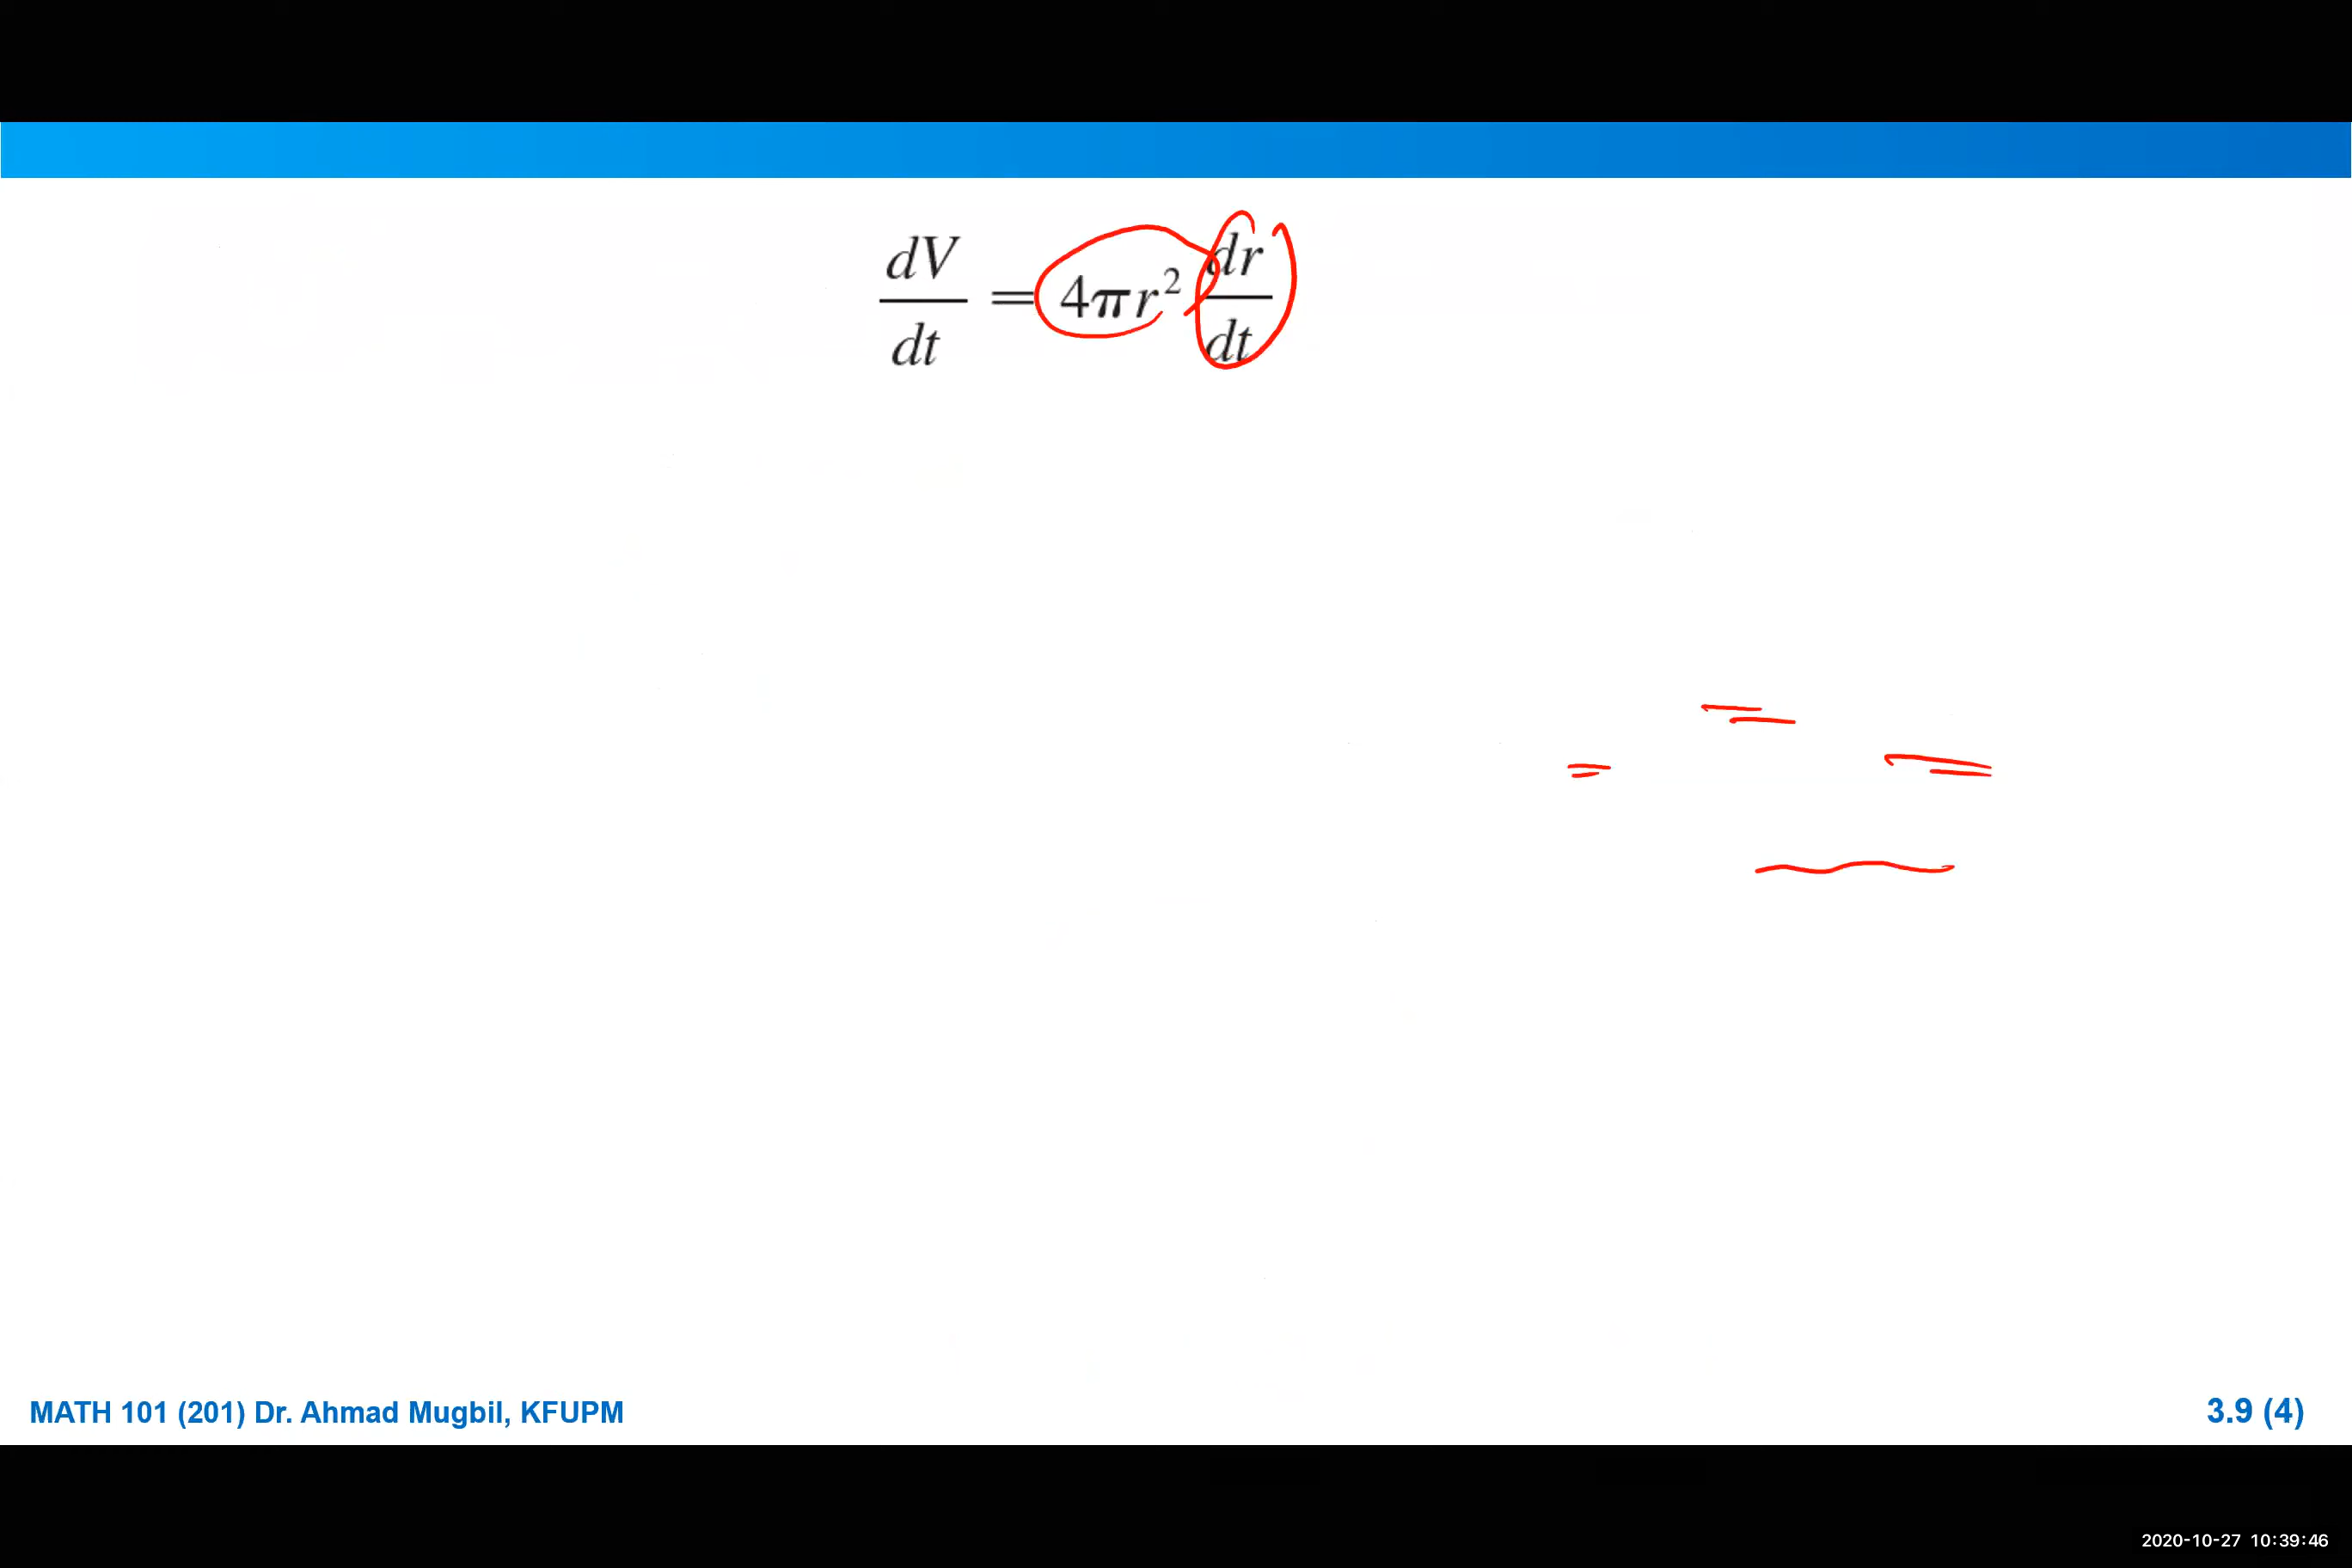 dV/dt = 4πr² dr/dt
MATH 101 (201) Dr. Ahmad Mugbil, KFUPM
3.9 (4)
2020-10-27 10:39:46